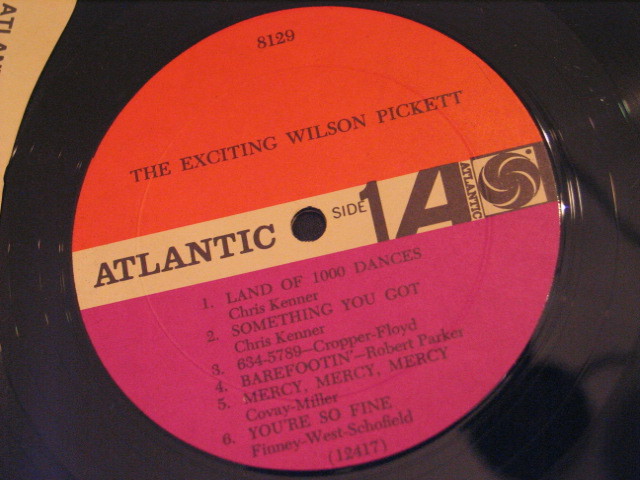 8129
THE EXCITING WILSON PICKETT
ATLANTIC
SIDE 1 A ATLANTIC
1. LAND OF 1000 DANCES
Chris Kenner
2. SOMETHING YOU GOT
Chris Kenner
3. 634-5789—Cropper-Floyd
4. BAREFOOTIN'—Robert Parker
5. MERCY, MERCY, MERCY
Covay-Miller
6. YOU'RE SO FINE
Finney-West-Schofield
(12417)
ATLAN